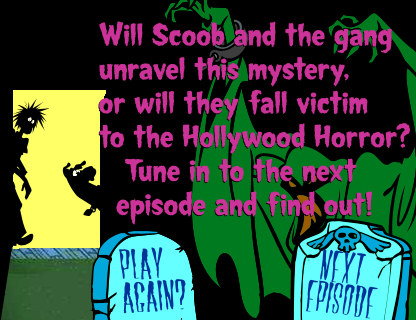 Will Scoob and the gang
unravel this mystery,
or will they fall victim
to the Hollywood Horror?
Tune in to the next
episode and find out!
PLAY
AGAIN?
NEXT
EPISODE